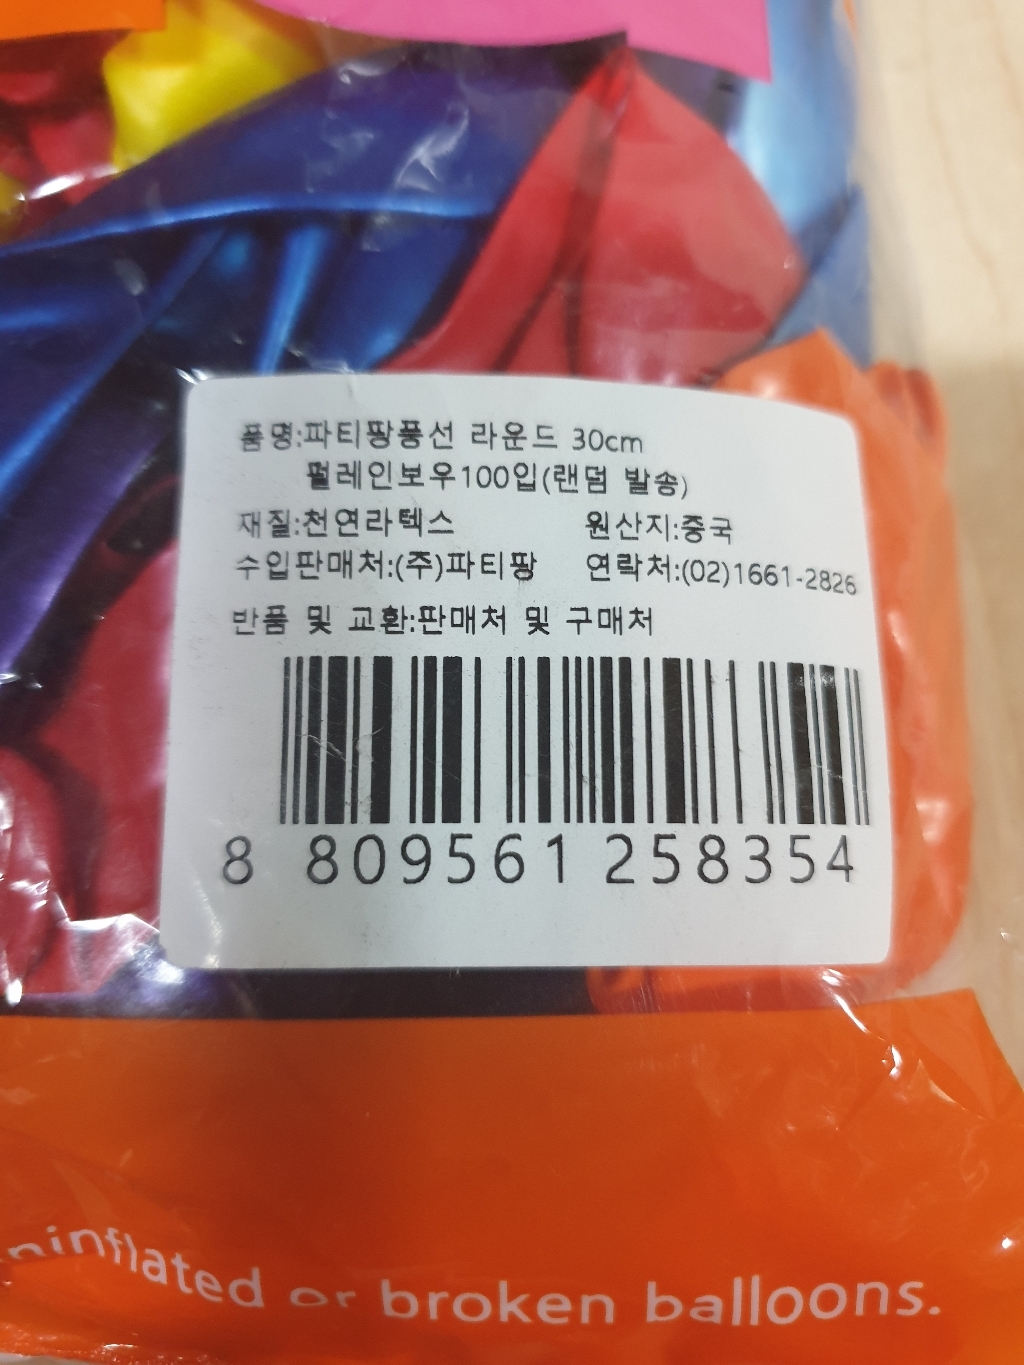 품명:파티팡풍선 라운드 30cm
펄레인보우100입(랜덤 발송)
재질:천연라텍스 원산지:중국
수입판매처:(주)파티팡 연락처:(02)1661-2826
반품 및 교환:판매처 및 구매처
8 809561 258354
ninflated or broken balloons.